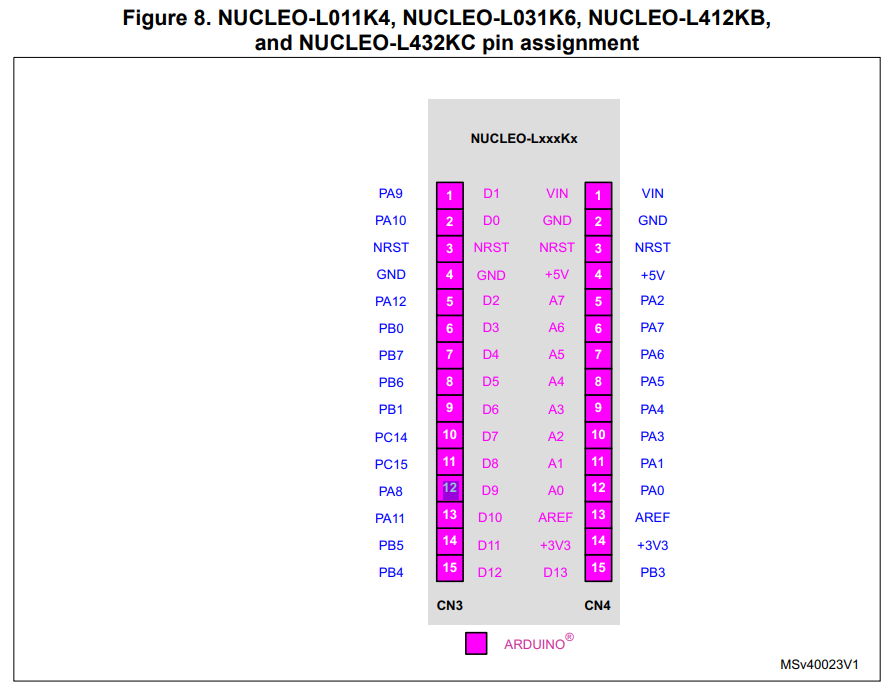 Figure 8. NUCLEO-L011K4, NUCLEO-L031K6, NUCLEO-L412KB,
and NUCLEO-L432KC pin assignment
NUCLEO-LxxxKx
PA9 1 D1 VIN 1 VIN
PA10 2 D0 GND 2 GND
NRST 3 NRST NRST 3 NRST
GND 4 GND +5V 4 +5V
PA12 5 D2 A7 5 PA2
PB0 6 D3 A6 6 PA7
PB7 7 D4 A5 7 PA6
PB6 8 D5 A4 8 PA5
PB1 9 D6 A3 9 PA4
PC14 10 D7 A2 10 PA3
PC15 11 D8 A1 11 PA1
PA8 12 D9 A0 12 PA0
PA11 13 D10 AREF 13 AREF
PB5 14 D11 +3V3 14 +3V3
PB4 15 D12 D13 15 PB3
CN3 CN4
ARDUINO®
MSv40023V1